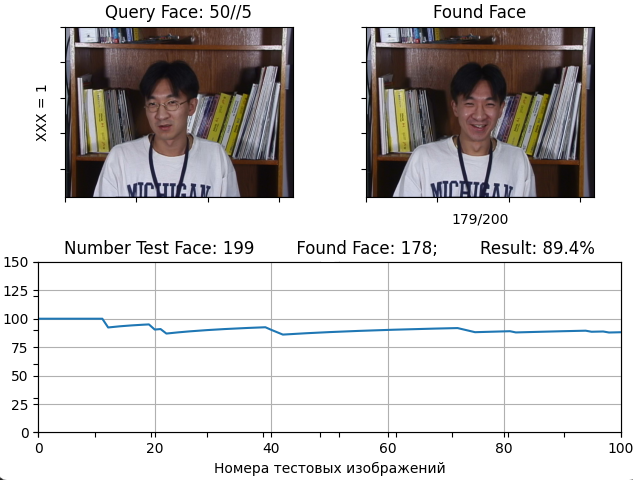 Query Face: 50//5
Found Face
XXX = 1
MICHIGAN
MICHIGAN
179/200
Number Test Face: 199 Found Face: 178; Result: 89.4%
150
125
100
75
50
25
0
0 20 40 60 80 100
Номера тестовых изображений